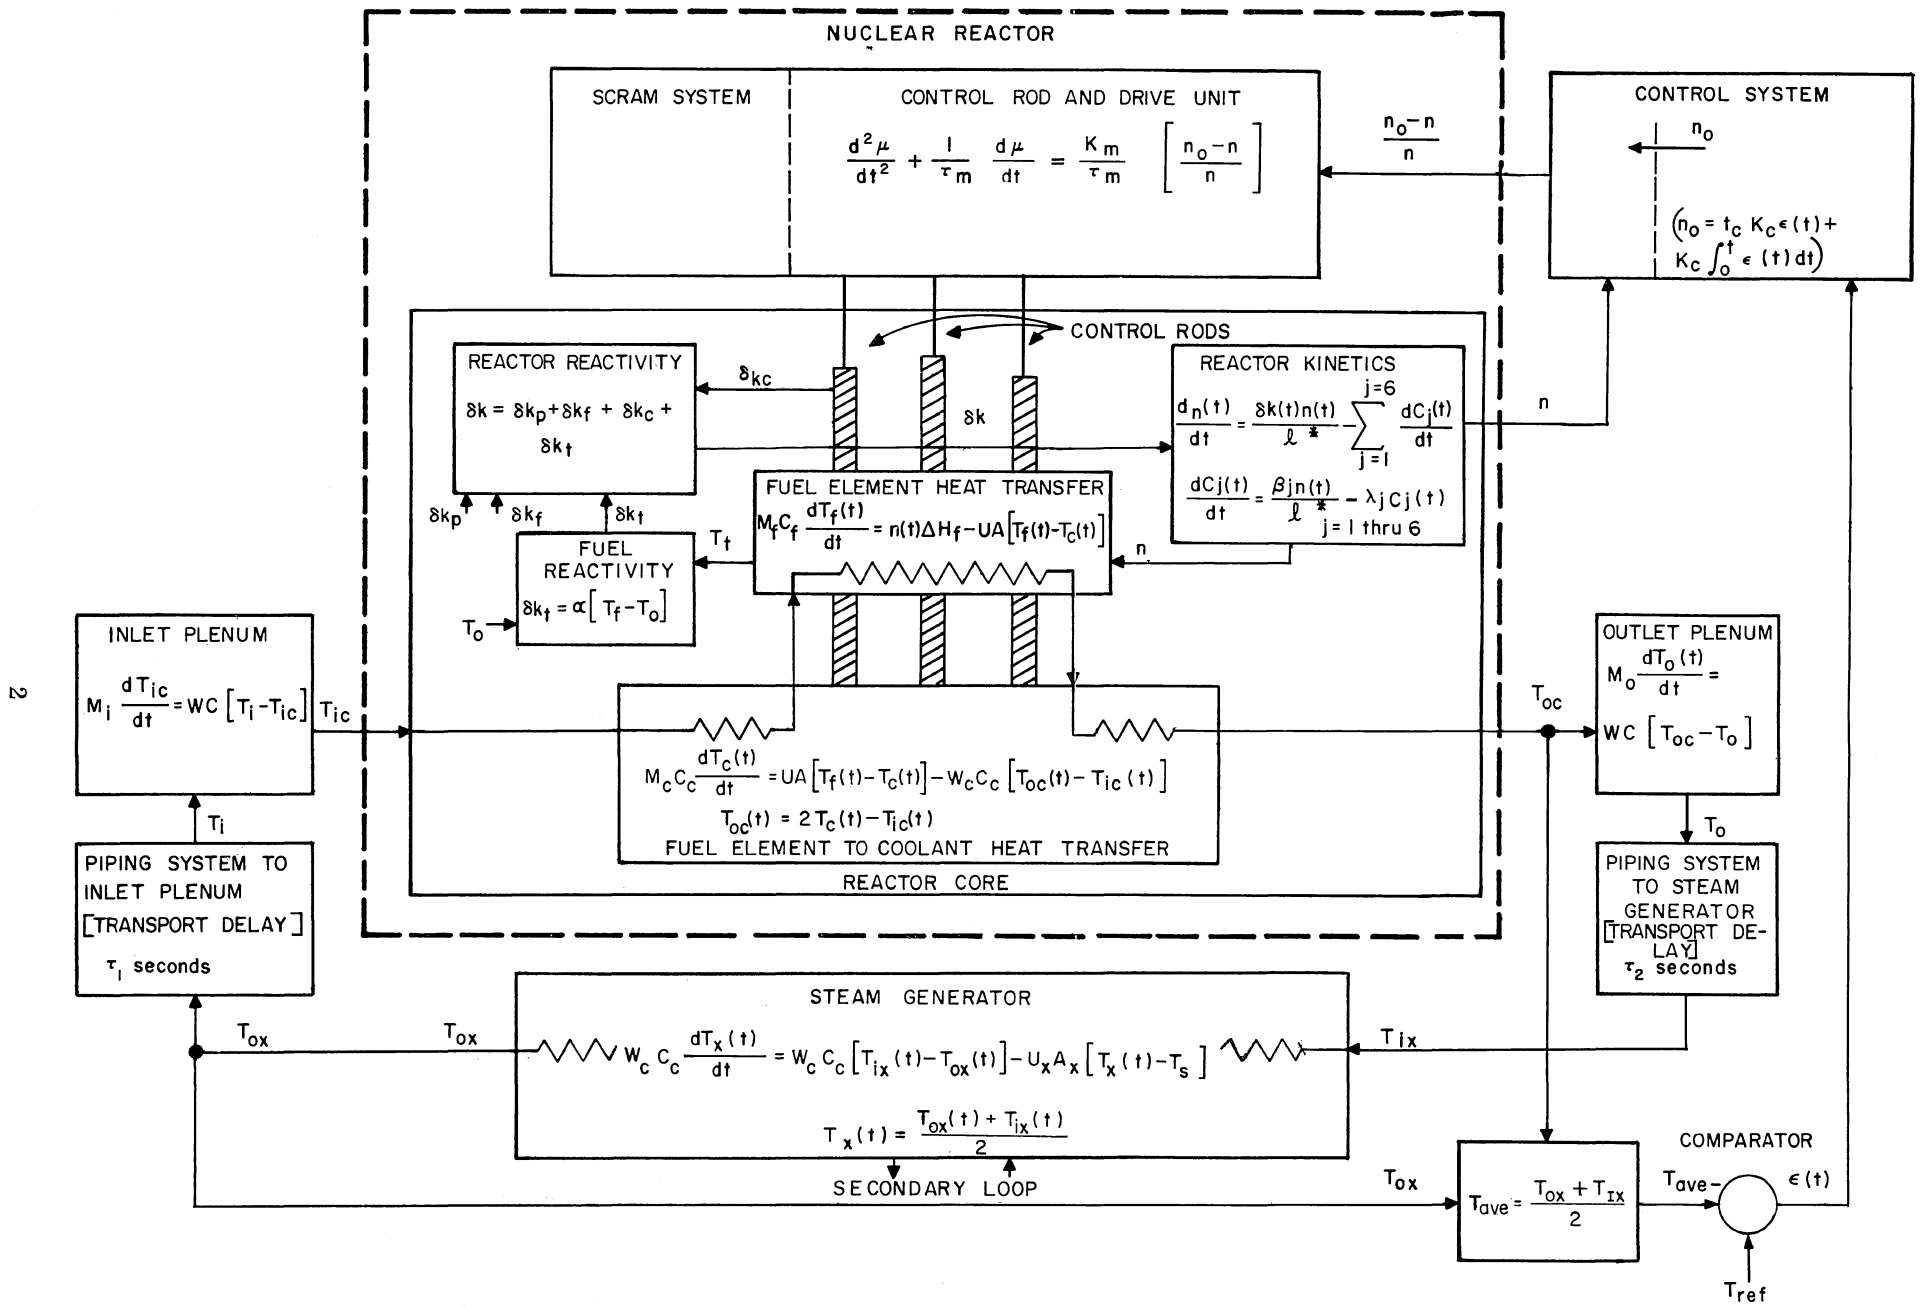 NUCLEAR REACTOR
SCRAM SYSTEM
CONTROL ROD AND DRIVE UNIT
d²μ/dt² + 1/τm dμ/dt = Km/τm [n₀-n/n]
n₀-n/n
CONTROL SYSTEM
n₀
(n₀ = tc Kc ϵ(t) +
Kc ∫₀ᵗ ϵ(t) dt)
CONTROL RODS
REACTOR REACTIVITY
δk = δkp + δkf + δkc +
δkt
δkc
δk
REACTOR KINETICS
dn(t)/dt = δk(t)n(t)/ℓ* - ∑ j=1 j=6 dCj(t)/dt
dCj(t)/dt = βjn(t)/ℓ* - λjCj(t)
j = 1 thru 6
n
δkp
δkf
δkt
FUEL ELEMENT HEAT TRANSFER
MfCf dTf(t)/dt = n(t)ΔHf - UA[Tf(t) - Tc(t)]
n
Tt
FUEL
REACTIVITY
δkt = α[Tf - To]
To
INLET PLENUM
Mi dTic/dt = WC [Ti - Tic]
Tic
McCc dTc(t)/dt = UA[Tf(t) - Tc(t)] - WcCc [Toc(t) - Tic(t)]
Toc(t) = 2Tc(t) - Tic(t)
FUEL ELEMENT TO COOLANT HEAT TRANSFER
REACTOR CORE
Toc
OUTLET PLENUM
Mo dTo(t)/dt =
WC [Toc - To]
Ti
To
PIPING SYSTEM TO
INLET PLENUM
[TRANSPORT DELAY]
τ₁ seconds
PIPING SYSTEM
TO STEAM
GENERATOR
[TRANSPORT DE-
LAY]
τ₂ seconds
STEAM GENERATOR
Tox
Tox
Wc Cc dTx(t)/dt = Wc Cc [Tix(t) - Tox(t)] - UxAx [Tx(t) - Ts]
Tix
Tx(t) = Tox(t) + Tix(t)/2
SECONDARY LOOP
Tox
Tave = Tox + TIx/2
COMPARATOR
Tave-
ϵ(t)
Tref
2